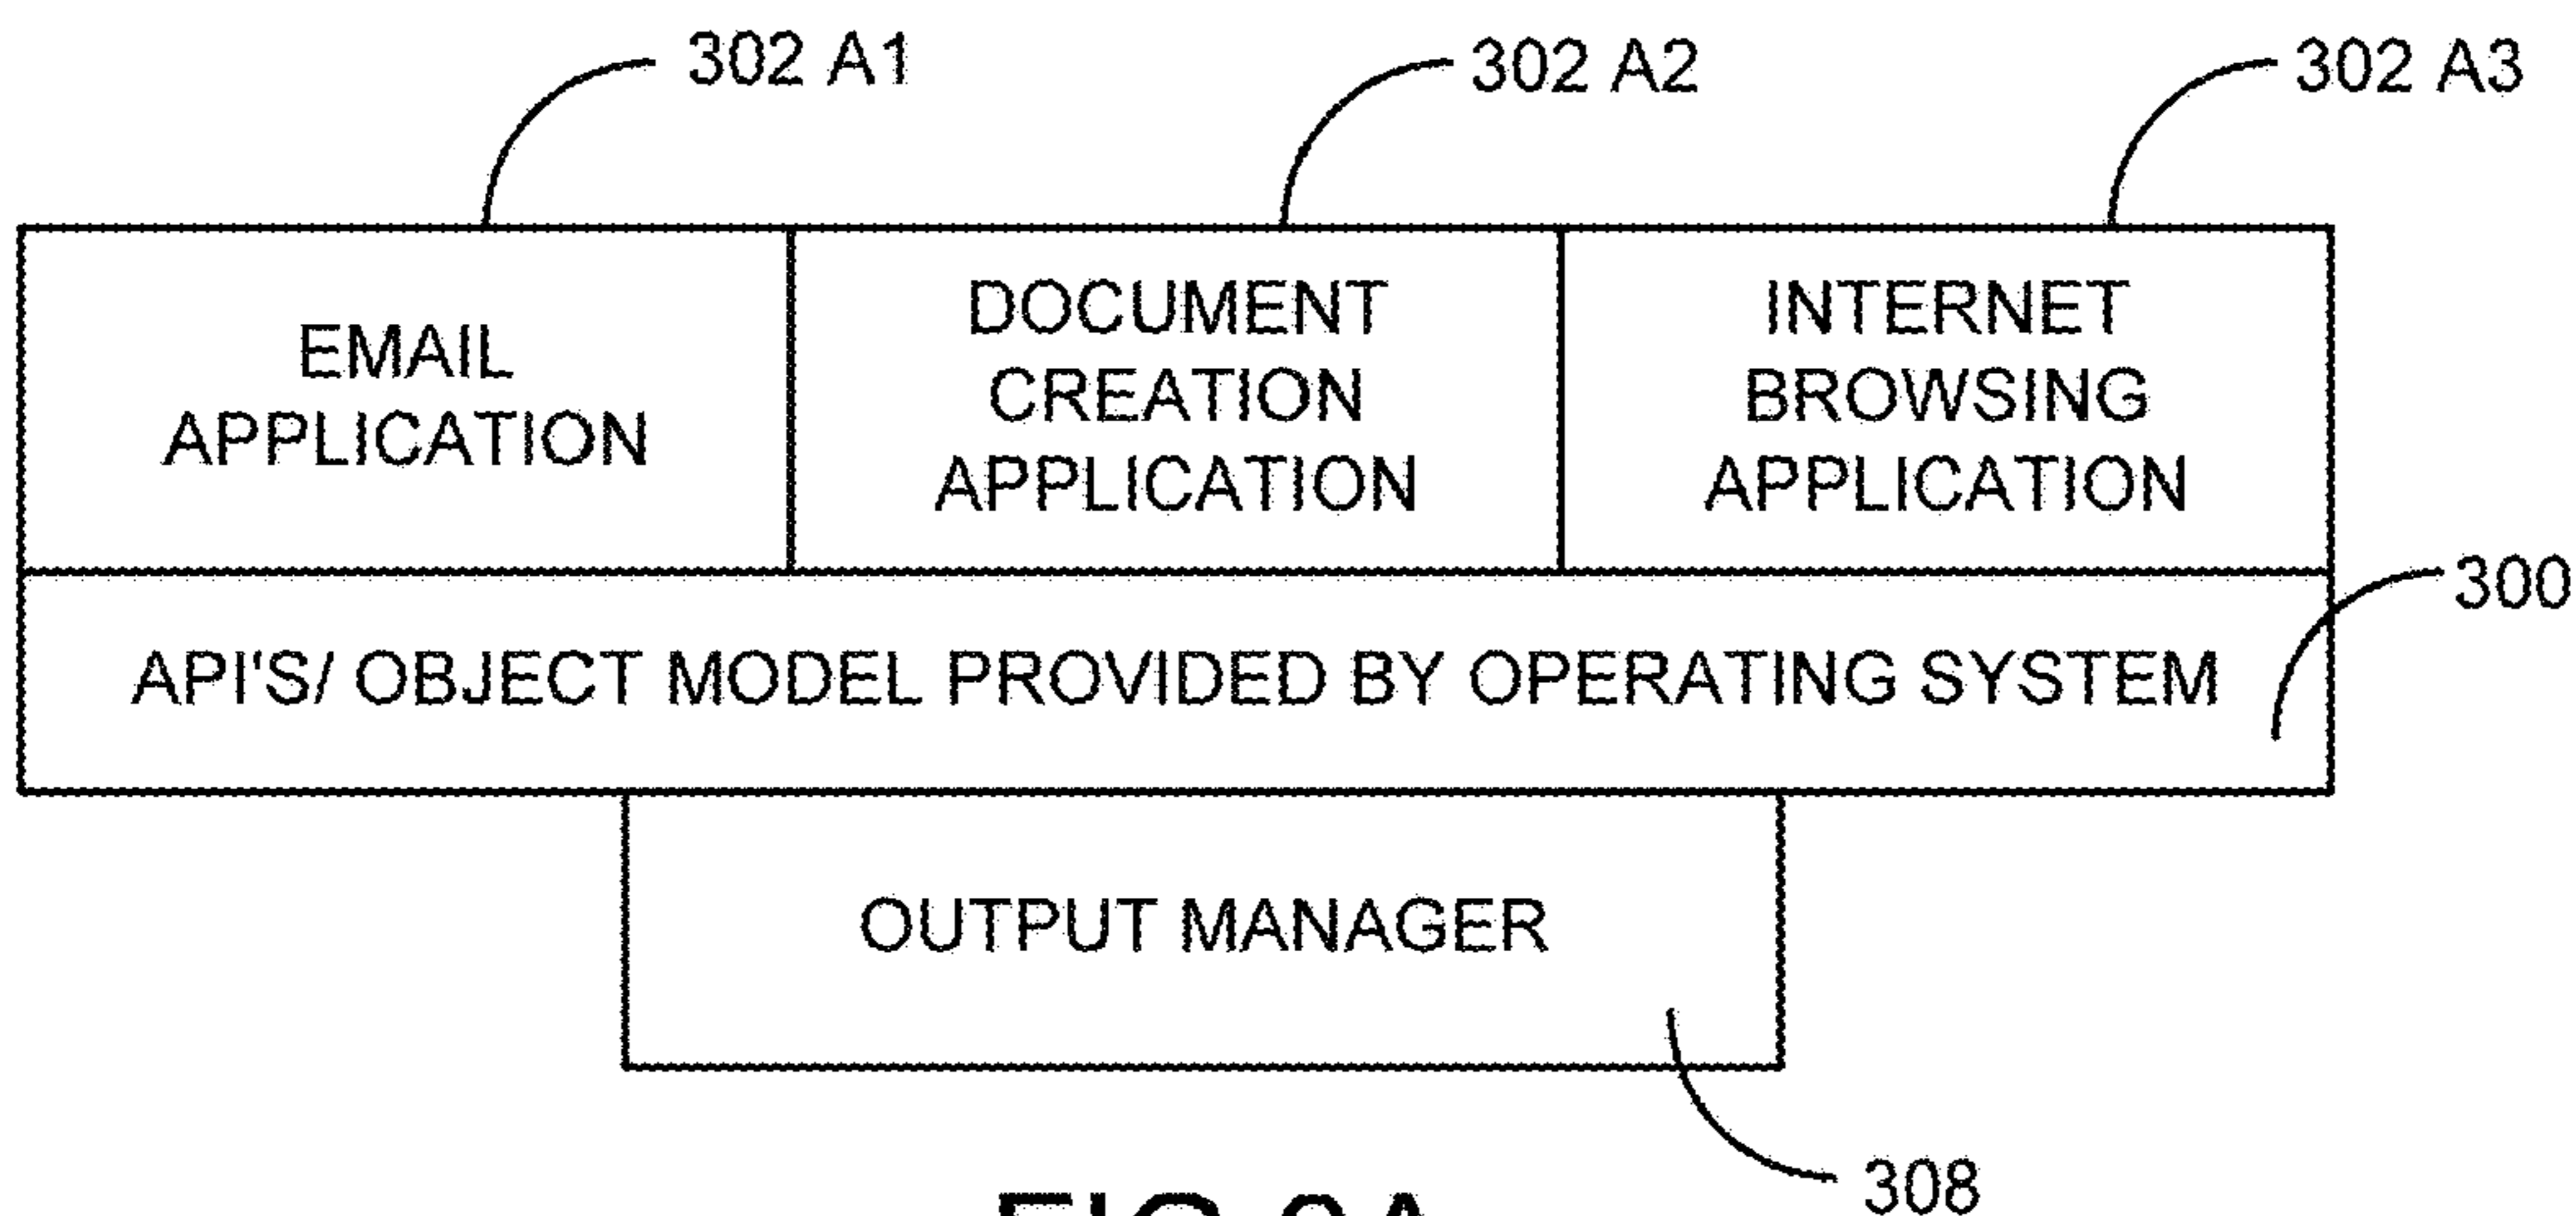 302 A1
302 A2
302 A3
EMAIL
APPLICATION
DOCUMENT
CREATION
APPLICATION
INTERNET
BROWSING
APPLICATION
300
API'S/ OBJECT MODEL PROVIDED BY OPERATING SYSTEM
OUTPUT MANAGER
308